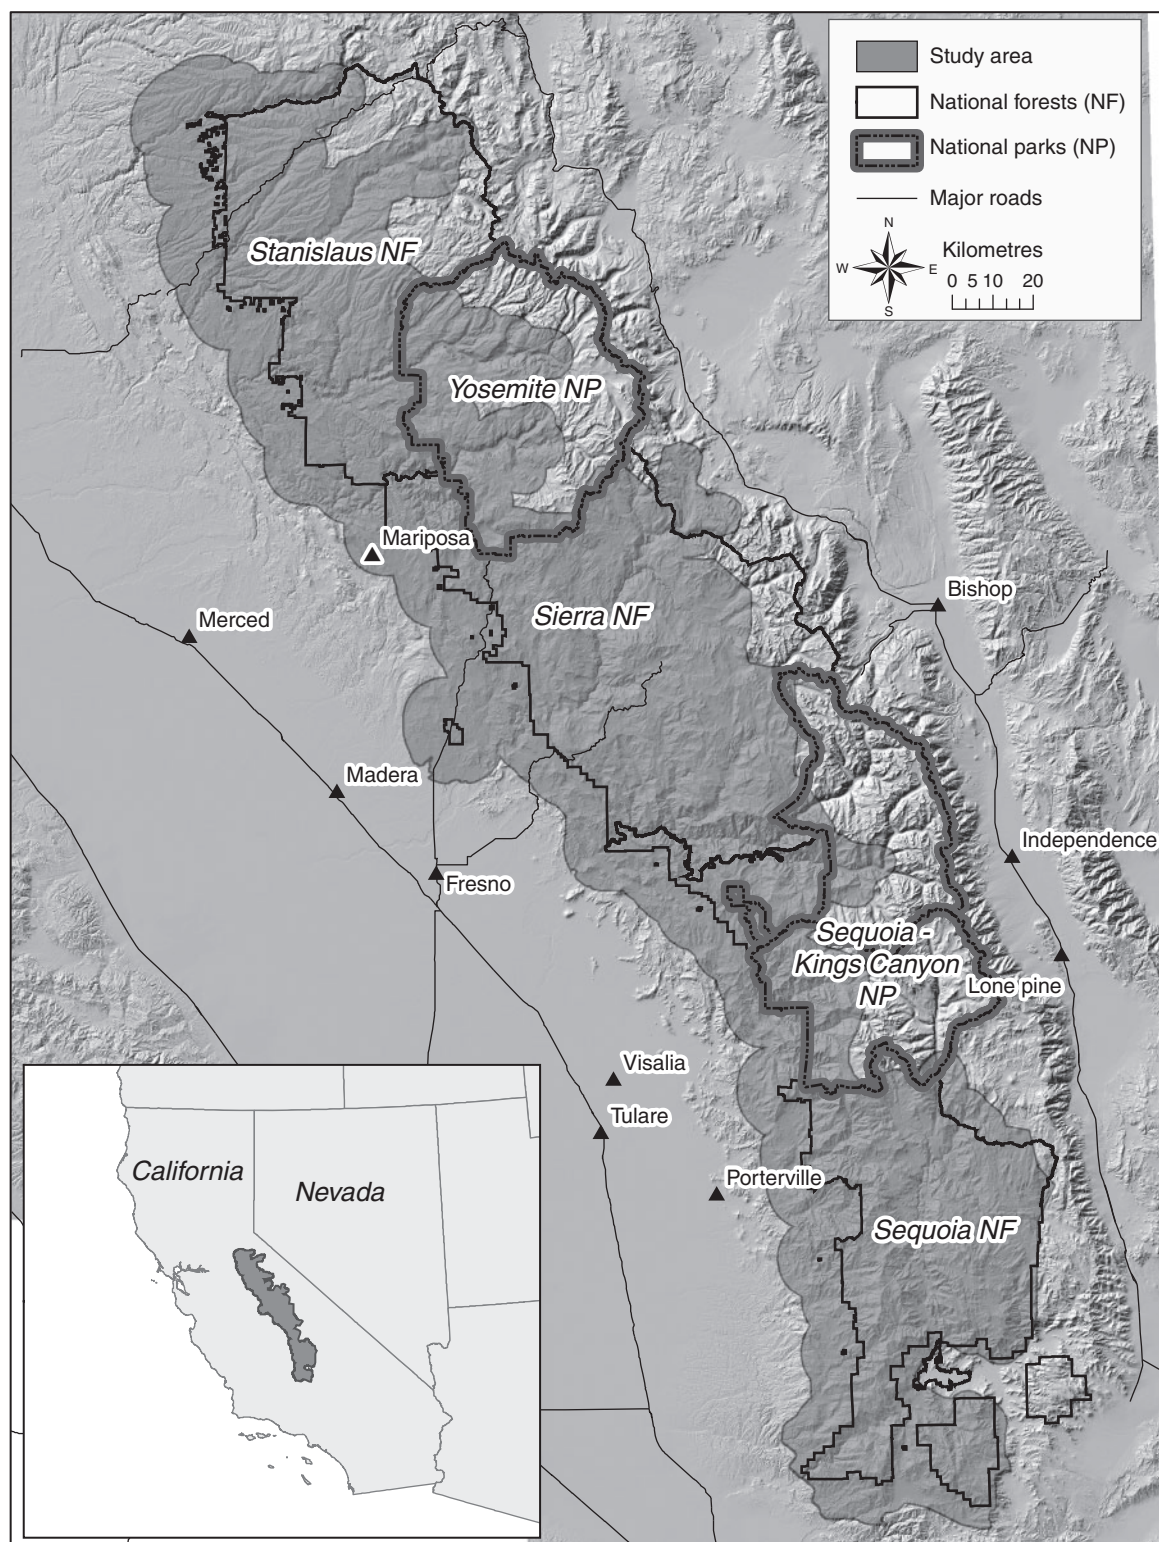 Study area
National forests (NF)
National parks (NP)
Major roads
N
W
E
S
Kilometres
0 5 10 20
Stanislaus NF
Yosemite NP
Mariposa
Bishop
Sierra NF
Merced
Madera
Independence
Fresno
Sequoia -
Kings Canyon
NP
Lone pine
Visalia
Tulare
Porterville
California
Nevada
Sequoia NF